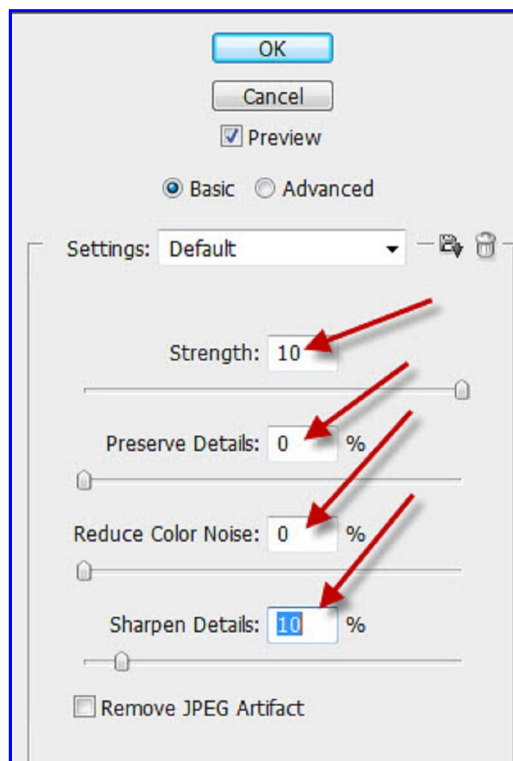 OK
Cancel
Preview
Basic Advanced
Settings: Default
Strength: 10
Preserve Details: 0 %
Reduce Color Noise: 0 %
Sharpen Details: 10 %
Remove JPEG Artifact